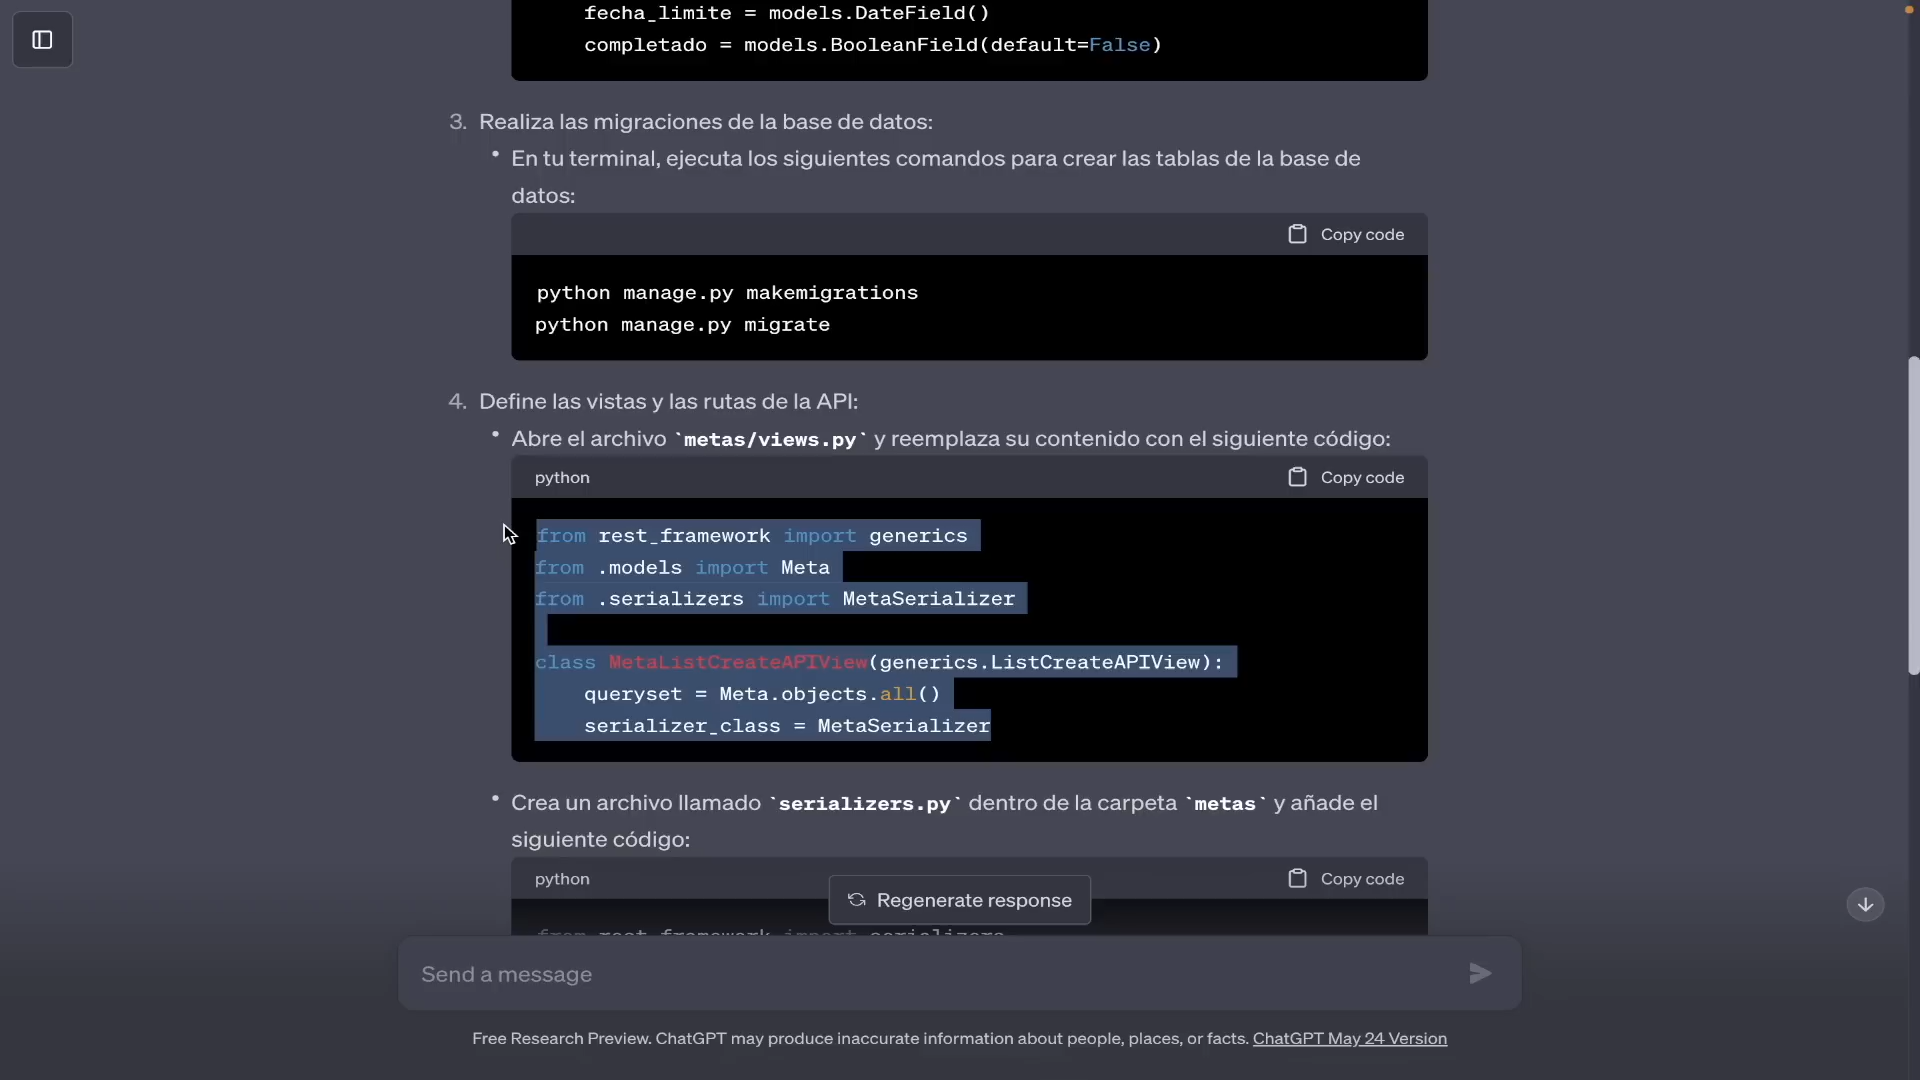 fecha_limite = models.DateField()
completado = models.BooleanField(default=False)
3. Realiza las migraciones de la base de datos:
• En tu terminal, ejecuta los siguientes comandos para crear las tablas de la base de
datos:
Copy code
python manage.py makemigrations
python manage.py migrate
4. Define las vistas y las rutas de la API:
• Abre el archivo `metas/views.py` y reemplaza su contenido con el siguiente código:
python Copy code
from rest_framework import generics
from .models import Meta
from .serializers import MetaSerializer
class MetaListCreateAPIView(generics.ListCreateAPIView):
queryset = Meta.objects.all()
serializer_class = MetaSerializer
• Crea un archivo llamado `serializers.py` dentro de la carpeta `metas` y añade el
siguiente código:
python Copy code
Regenerate response
from rest_framework import serializers
Send a message
Free Research Preview. ChatGPT may produce inaccurate information about people, places, or facts. ChatGPT May 24 Version